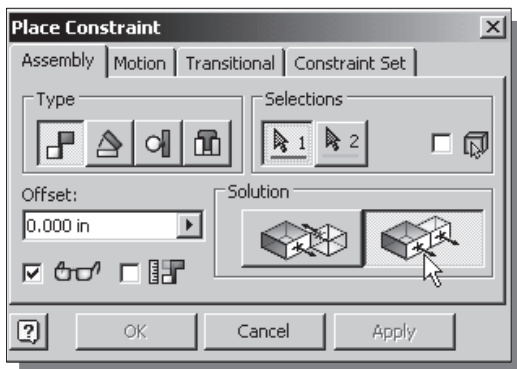 Place Constraint
Assembly Motion Transitional Constraint Set
Type
Selections
1 2
Offset:
Solution
0.000 in
OK Cancel Apply